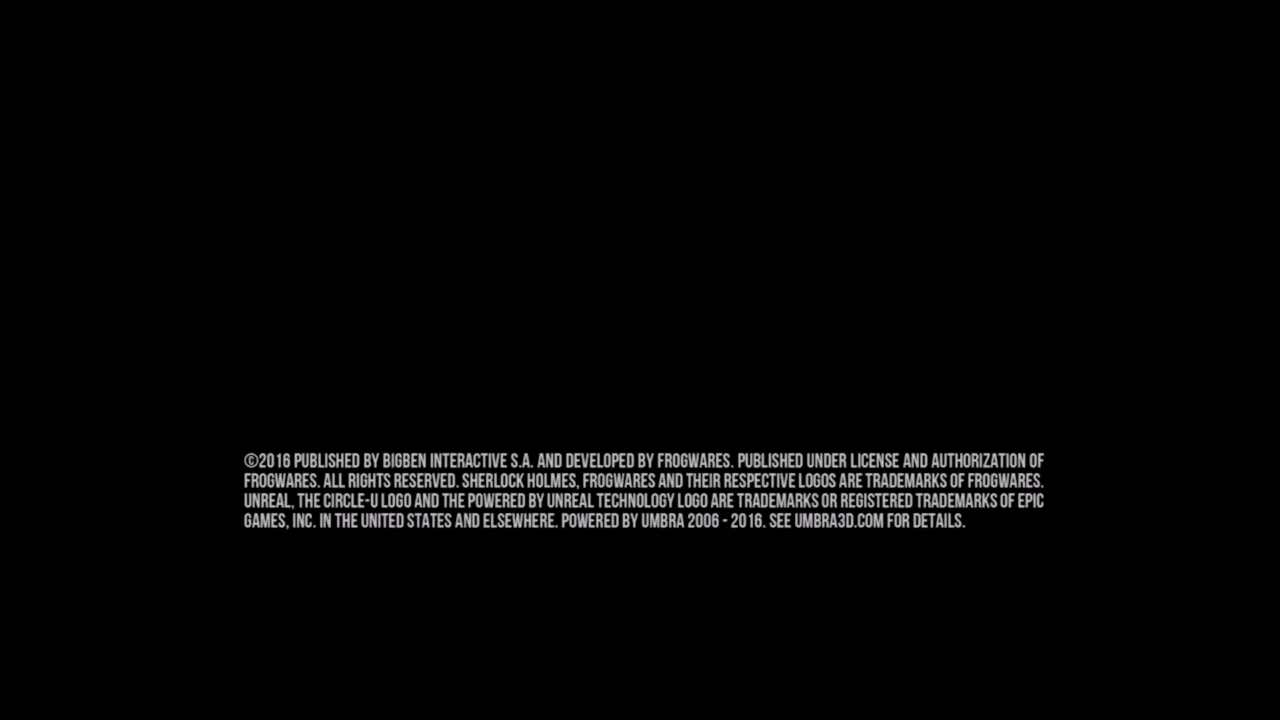 ©2016 PUBLISHED BY BIGBEN INTERACTIVE S.A. AND DEVELOPED BY FROGWARES. PUBLISHED UNDER LICENSE AND AUTHORIZATION OF
FROGWARES. ALL RIGHTS RESERVED. SHERLOCK HOLMES, FROGWARES AND THEIR RESPECTIVE LOGOS ARE TRADEMARKS OF FROGWARES.
UNREAL, THE CIRCLE-U LOGO AND THE POWERED BY UNREAL TECHNOLOGY LOGO ARE TRADEMARKS OR REGISTERED TRADEMARKS OF EPIC
GAMES, INC. IN THE UNITED STATES AND ELSEWHERE. POWERED BY UMBRA 2006 - 2016. SEE UMBRA3D.COM FOR DETAILS.